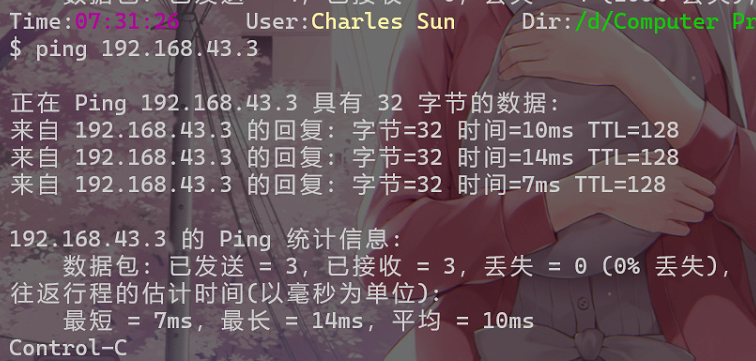 Time:07:31:26 User:Charles Sun Dir:/d/Computer Pr
$ ping 192.168.43.3
正在 Ping 192.168.43.3 具有 32 字节的数据:
来自 192.168.43.3 的回复: 字节=32 时间=10ms TTL=128
来自 192.168.43.3 的回复: 字节=32 时间=14ms TTL=128
来自 192.168.43.3 的回复: 字节=32 时间=7ms TTL=128
192.168.43.3 的 Ping 统计信息:
数据包: 已发送 = 3, 已接收 = 3, 丢失 = 0 (0% 丢失),
往返行程的估计时间(以毫秒为单位):
最短 = 7ms, 最长 = 14ms, 平均 = 10ms
Control-C